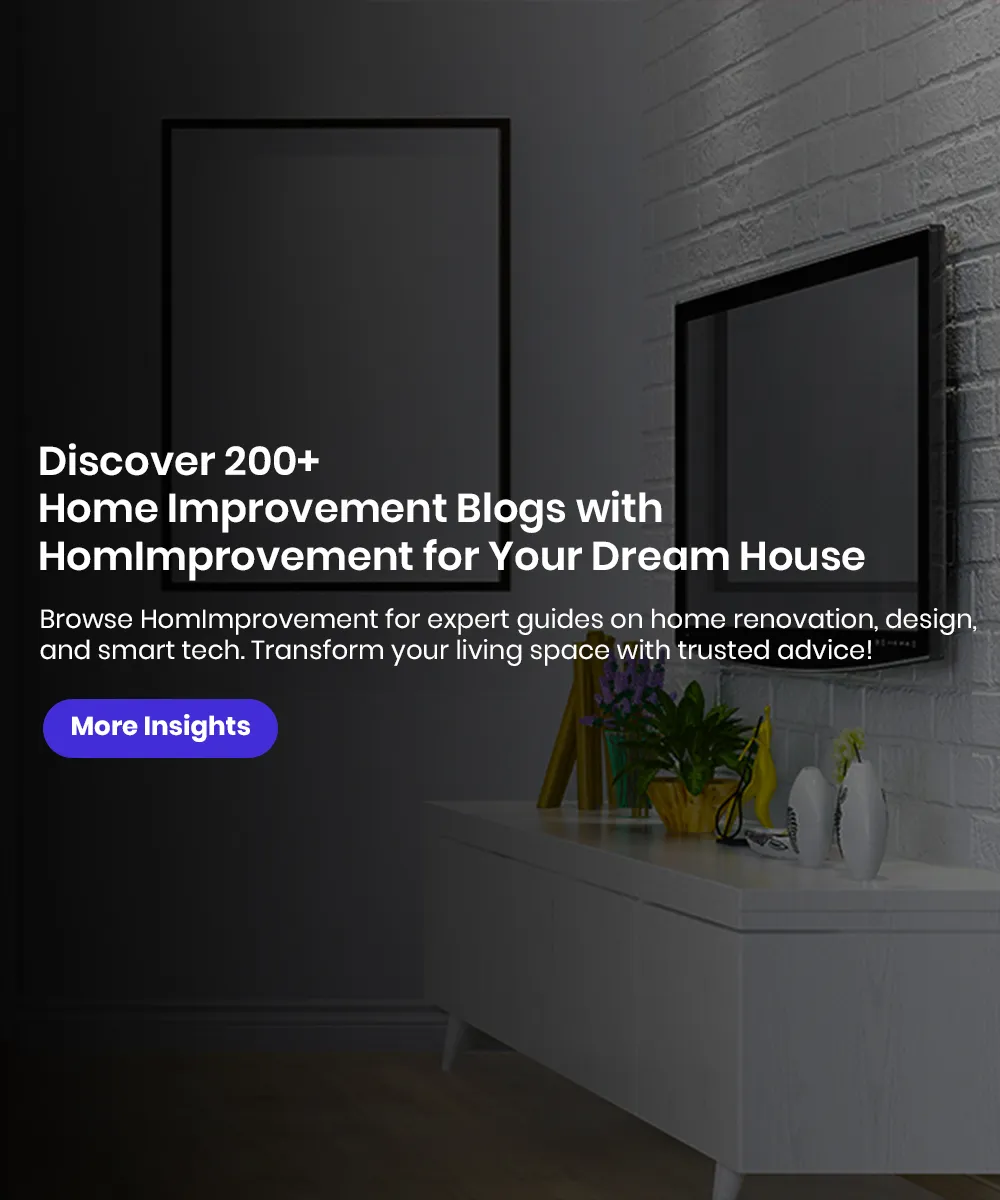 Discover 200+
Home Improvement Blogs with
HomImprovement for Your Dream House
Browse HomImprovement for expert guides on home renovation, design,
and smart tech. Transform your living space with trusted advice!
More Insights